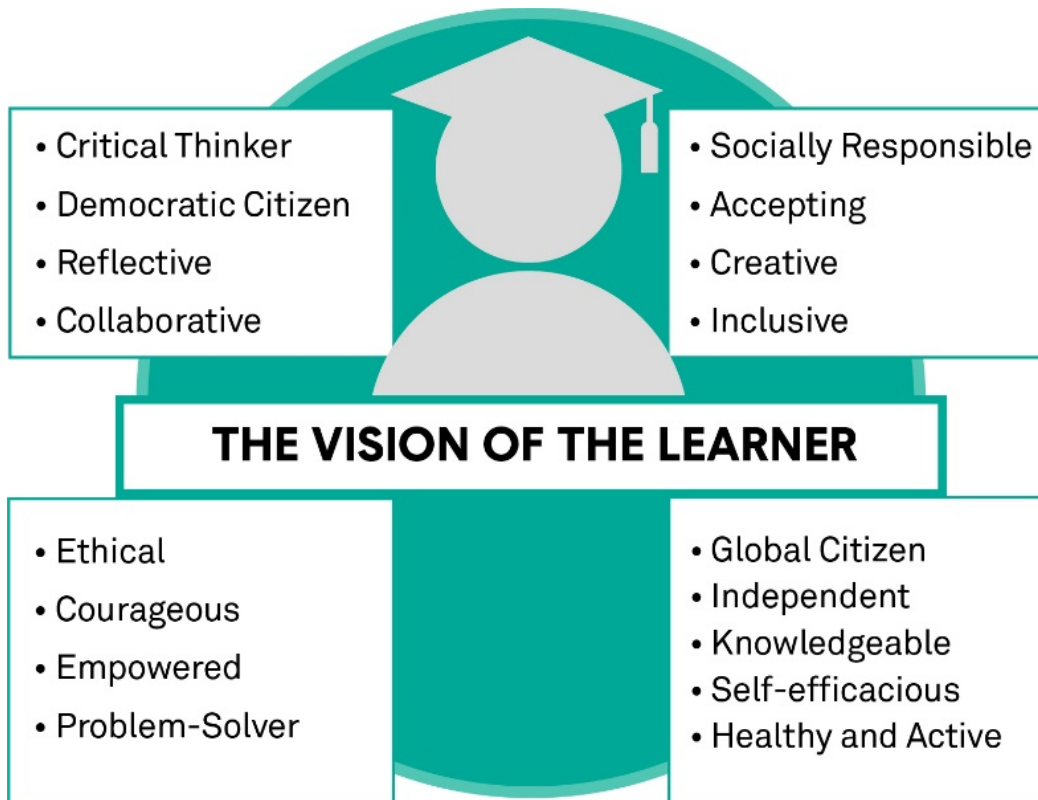 • Critical Thinker
• Democratic Citizen
• Reflective
• Collaborative
• Socially Responsible
• Accepting
• Creative
• Inclusive
THE VISION OF THE LEARNER
• Ethical
• Courageous
• Empowered
• Problem-Solver
• Global Citizen
• Independent
• Knowledgeable
• Self-efficacious
• Healthy and Active